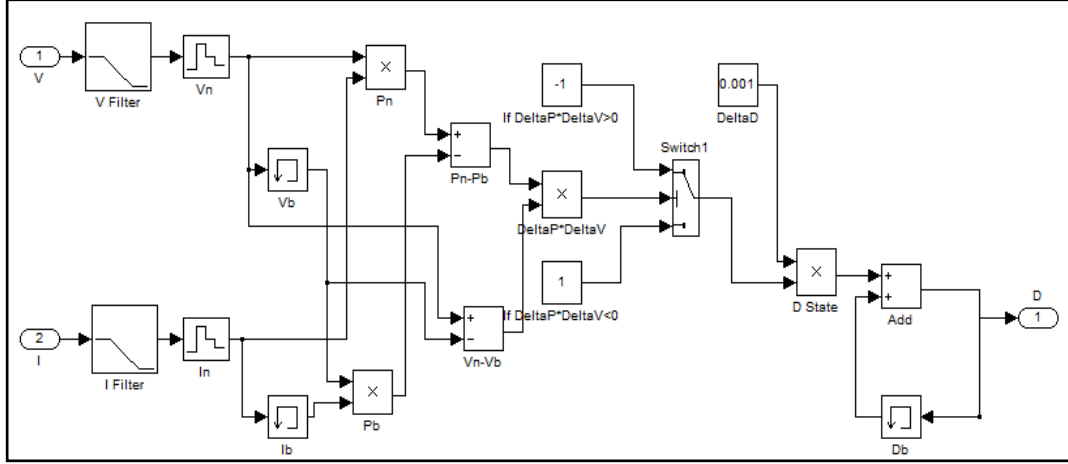 1
V
V Filter
Vn
×
Pn
-1
If DeltaP*DeltaV>0
0.001
DeltaD
Switch1
Vb
+
−
Pn-Pb
×
DeltaP*DeltaV
1
If DeltaP*DeltaV<0
×
D State
+
+
Add
D
1
2
I
I Filter
In
+
−
Vn-Vb
×
Pb
Ib
Db